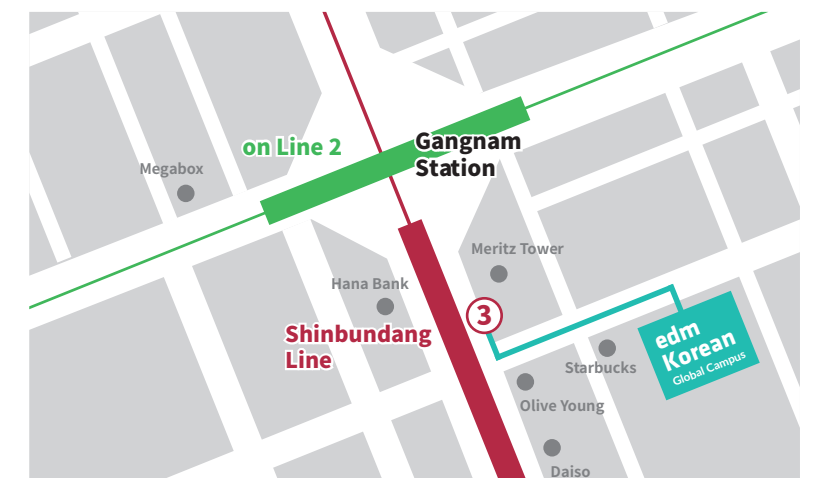 on Line 2
Gangnam
Station
Megabox
Meritz Tower
Hana Bank
3
Shinbundang
Line
edm
Korean
Global Campus
Starbucks
Olive Young
Daiso